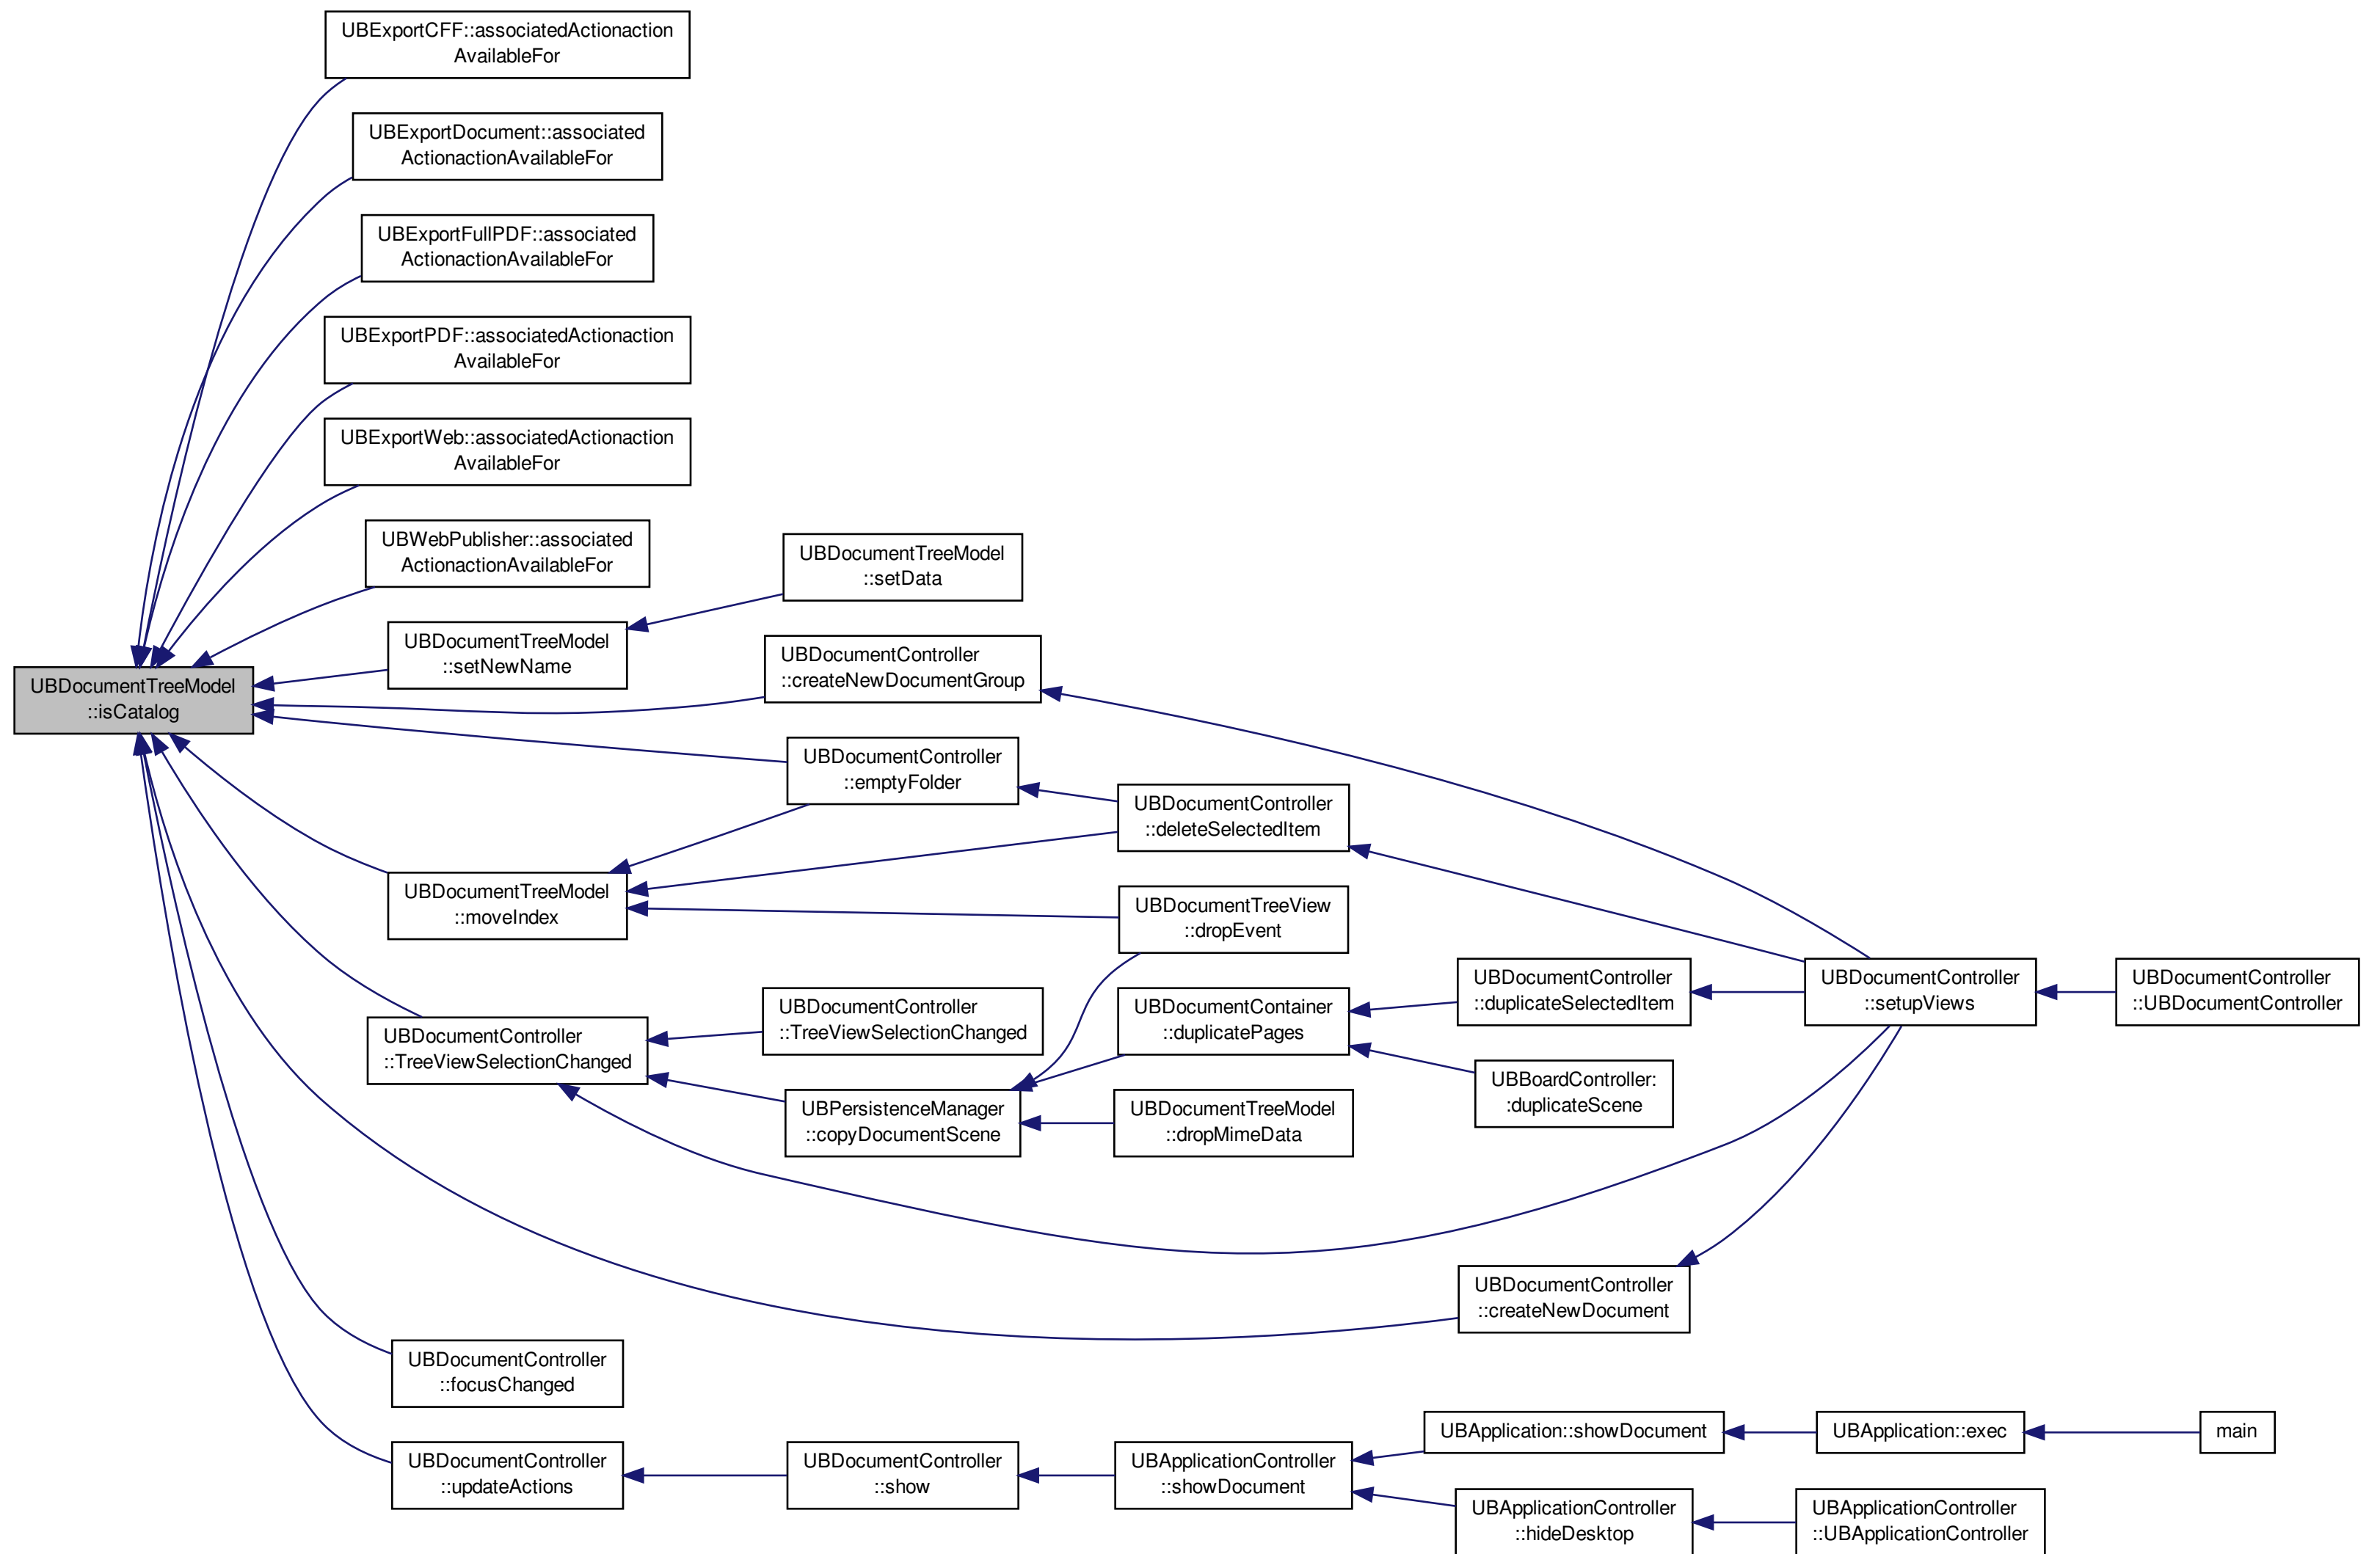 UBExportCFF::associatedActionaction
AvailableFor
UBExportDocument::associated
ActionactionAvailableFor
UBExportFullPDF::associated
ActionactionAvailableFor
UBExportPDF::associatedActionaction
AvailableFor
UBExportWeb::associatedActionaction
AvailableFor
UBWebPublisher::associated
ActionactionAvailableFor
UBDocumentTreeModel
::setData
UBDocumentTreeModel
::setNewName
UBDocumentController
::createNewDocumentGroup
UBDocumentTreeModel
::isCatalog
UBDocumentController
::emptyFolder
UBDocumentController
::deleteSelectedItem
UBDocumentTreeModel
::moveIndex
UBDocumentTreeView
::dropEvent
UBDocumentController
::duplicateSelectedItem
UBDocumentController
::setupViews
UBDocumentController
::UBDocumentController
UBDocumentController
::TreeViewSelectionChanged
UBDocumentController
::TreeViewSelectionChanged
UBDocumentContainer
::duplicatePages
UBBoardController:
:duplicateScene
UBPersistenceManager
::copyDocumentScene
UBDocumentTreeModel
::dropMimeData
UBDocumentController
::createNewDocument
UBDocumentController
::focusChanged
UBDocumentController
::updateActions
UBDocumentController
::show
UBApplicationController
::showDocument
UBApplication::showDocument
UBApplication::exec
main
UBApplicationController
::hideDesktop
UBApplicationController
::UBApplicationController